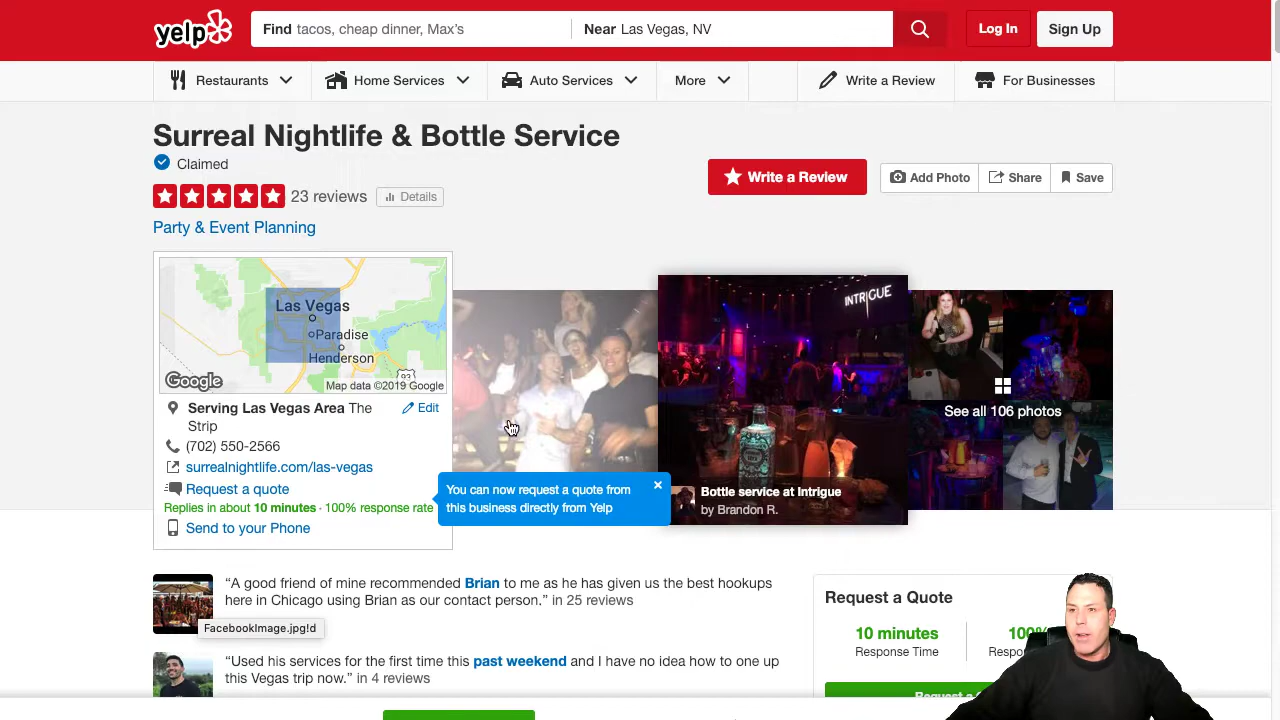 yelp
Find tacos, cheap dinner, Max's
Near Las Vegas, NV
Log In
Sign Up
Restaurants
Home Services
Auto Services
More
Write a Review
For Businesses
Surreal Nightlife & Bottle Service
Claimed
23 reviews
Details
Party & Event Planning
Write a Review
Add Photo
Share
Save
Las Vegas
Paradise
Henderson
93
Google
Map data ©2019 Google
Serving Las Vegas Area The
Strip
Edit
(702) 550-2566
surrealnightlife.com/las-vegas
Request a quote
Replies in about 10 minutes · 100% response rate
Send to your Phone
You can now request a quote from
this business directly from Yelp
×
INTRIGUE
Bottle service at Intrigue
by Brandon R.
See all 106 photos
“A good friend of mine recommended Brian to me as he has given us the best hookups
here in Chicago using Brian as our contact person.” in 25 reviews
FacebookImage.jpg!d
“Used his services for the first time this past weekend and I have no idea how to one up
this Vegas trip now.” in 4 reviews
Request a Quote
10 minutes
Response Time